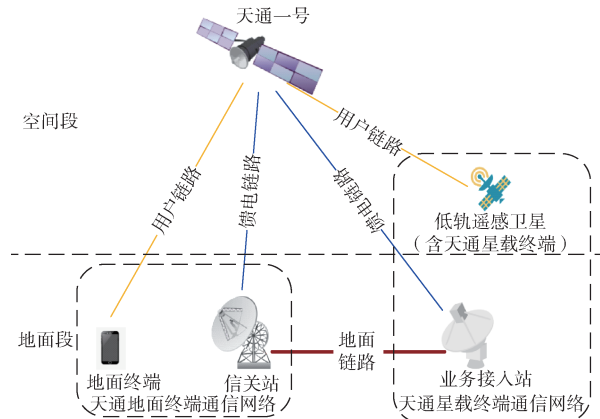 天通一号
空间段
用户链路
用户链路
馈电链路
馈电链路
低轨遥感卫星
（含天通星载终端）
地面段
地面终端
信关站
天通地面终端通信网络
地面
链路
业务接入站
天通星载终端通信网络